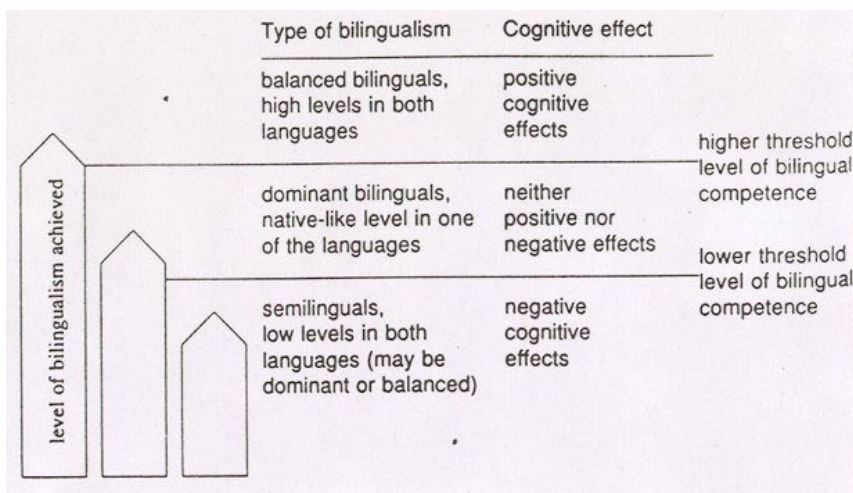 Type of bilingualism
Cognitive effect
balanced bilinguals,
high levels in both
languages
positive
cognitive
effects
higher threshold
level of bilingual
competence
dominant bilinguals,
native-like level in one
of the languages
neither
positive nor
negative effects
lower threshold
level of bilingual
competence
semilinguals,
low levels in both
languages (may be
dominant or balanced)
negative
cognitive
effects
level of bilingualism achieved